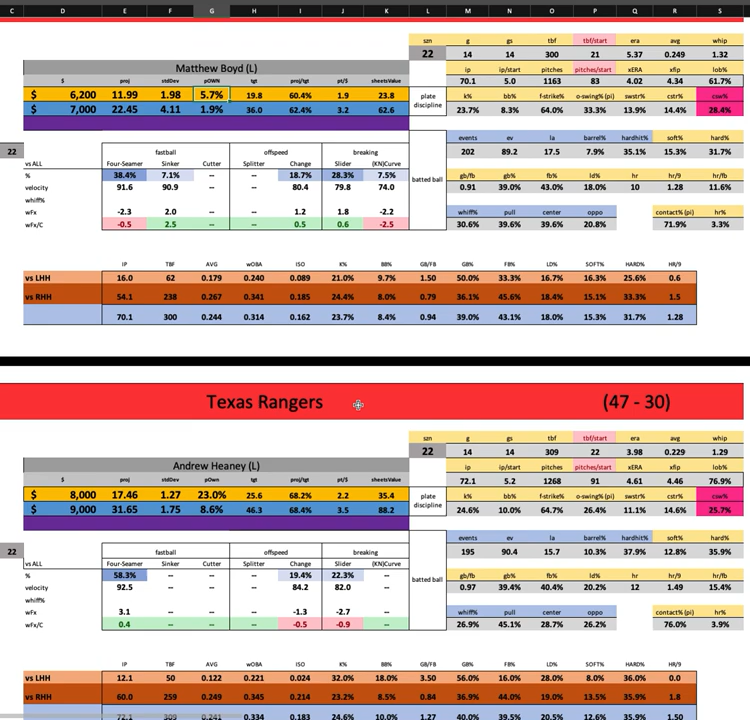 C D E F G H I J K L M N O P Q R S
szn g gs tbf tbf/start era avg whip
22 14 14 300 21 5.37 0.249 1.32
ip ip/start pitches pitches/start xERA xfip lob%
Matthew Boyd (L) 70.1 5.0 1163 83 4.02 4.34 61.7%
$ proj stdDev pOWN tgt proj/tgt pt/$ sheetsValue
$ 6,200 11.99 1.98 5.7% 19.8 60.4% 1.9 23.8 plate discipline k% bb% f-strike% o-swing% (pi) swstr% cstr% csw%
$ 7,000 22.45 4.11 1.9% 36.0 62.4% 3.2 62.6 23.7% 8.3% 64.0% 33.3% 13.9% 14.4% 28.4%
events ev la barrel% hardhit% soft% hard%
22 fastball offspeed breaking 202 89.2 17.5 7.9% 35.1% 15.3% 31.7%
vs ALL Four-Seamer Sinker Cutter Splitter Change Slider (KN)Curve
% 38.4% 7.1% -- -- 18.7% 28.3% 7.5% batted ball gb/fb gb% fb% ld% hr hr/9 hr/fb
velocity 91.6 90.9 -- -- 80.4 79.8 74.0 0.91 39.0% 43.0% 18.0% 10 1.28 11.6%
whiff%
wFx -2.3 2.0 1.2 1.8 -2.2 whiff% pull center oppo contact% (pi) hr%
wFx/C -0.5 2.5 -- -- 0.5 0.6 -2.5 30.6% 39.6% 39.6% 20.8% 71.9% 3.3%
IP TBF AVG wOBA ISO K% BB% GB/FB GB% FB% LD% SOFT% HARD% HR/9
vs LHH 16.0 62 0.179 0.240 0.089 21.0% 9.7% 1.50 50.0% 33.3% 16.7% 16.3% 25.6% 0.6
vs RHH 54.1 238 0.267 0.341 0.185 24.4% 8.0% 0.79 36.1% 45.6% 18.4% 15.1% 33.3% 1.5
70.1 300 0.244 0.314 0.162 23.7% 8.4% 0.94 39.0% 43.1% 18.0% 15.3% 31.7% 1.28
Texas Rangers (47 - 30)
szn g gs tbf tbf/start era avg whip
22 14 14 309 22 3.98 0.229 1.29
ip ip/start pitches pitches/start xERA xfip lob%
Andrew Heaney (L) 72.1 5.2 1268 91 4.61 4.46 76.9%
$ proj stdDev pOwn tgt proj/tgt pt/$ sheetsValue
$ 8,000 17.46 1.27 23.0% 25.6 68.2% 2.2 35.4 plate discipline k% bb% f-strike% o-swing% (pi) swstr% cstr% csw%
$ 9,000 31.65 1.75 8.6% 46.3 68.4% 3.5 88.2 24.6% 10.0% 64.7% 26.4% 11.1% 14.6% 25.7%
events ev la barrel% hardhit% soft% hard%
22 fastball offspeed breaking 195 90.4 15.7 10.3% 37.9% 12.8% 35.9%
vs ALL Four-Seamer Sinker Cutter Splitter Change Slider (KN)Curve
% 58.3% -- -- -- 19.4% 22.3% -- batted ball gb/fb gb% fb% ld% hr hr/9 hr/fb
velocity 92.5 -- -- -- 84.2 82.0 -- 0.97 39.4% 40.4% 20.2% 12 1.49 15.4%
whiff%
wFx 3.1 -1.3 -2.7 whiff% pull center oppo contact% (pi) hr%
wFx/C 0.4 -- -- -- -0.5 -0.9 -- 26.9% 45.1% 28.7% 26.2% 76.0% 3.9%
IP TBF AVG wOBA ISO K% BB% GB/FB GB% FB% LD% SOFT% HARD% HR/9
vs LHH 12.1 50 0.122 0.221 0.024 32.0% 18.0% 3.50 56.0% 16.0% 28.0% 8.0% 36.0% 0.0
vs RHH 60.0 259 0.249 0.345 0.214 23.2% 8.5% 0.84 36.9% 44.0% 19.0% 13.5% 35.9% 1.8
72.1 309 0.241 0.334 0.183 24.6% 10.0% 1.27 40.0% 39.5% 20.5% 12.6% 35.9% 1.50